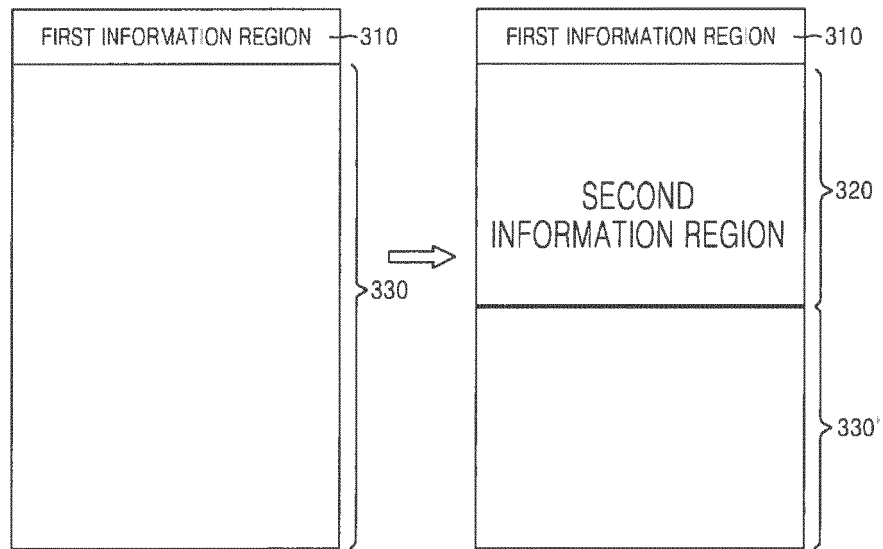 FIRST INFORMATION REGION 310
330
FIRST INFORMATION REGION 310
SECOND
INFORMATION REGION
320
330'